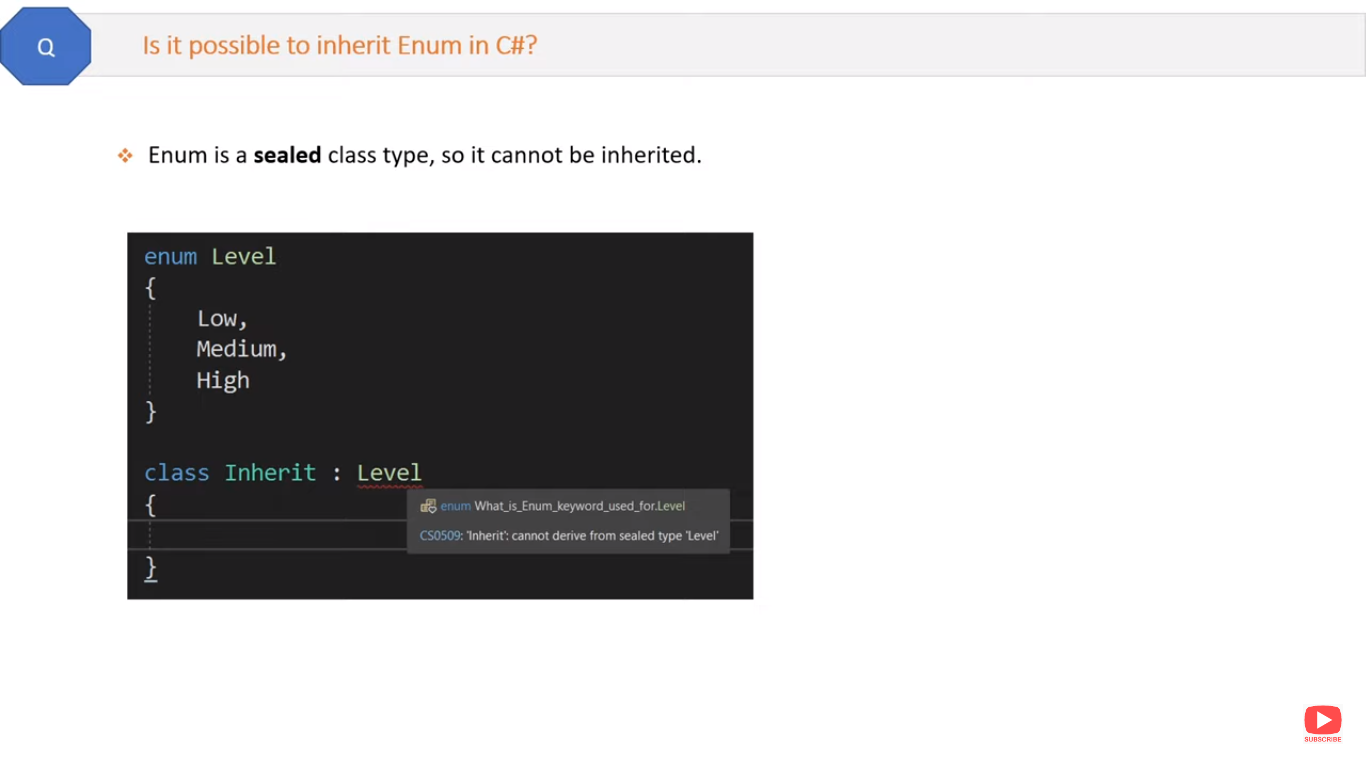 Q
Is it possible to inherit Enum in C#?
Enum is a sealed class type, so it cannot be inherited.
enum Level
{
Low,
Medium,
High
}
class Inherit : Level
{
enum What_is_Enum_keyword_used_for.Level
CS0509: 'Inherit': cannot derive from sealed type 'Level'
}
SUBSCRIBE